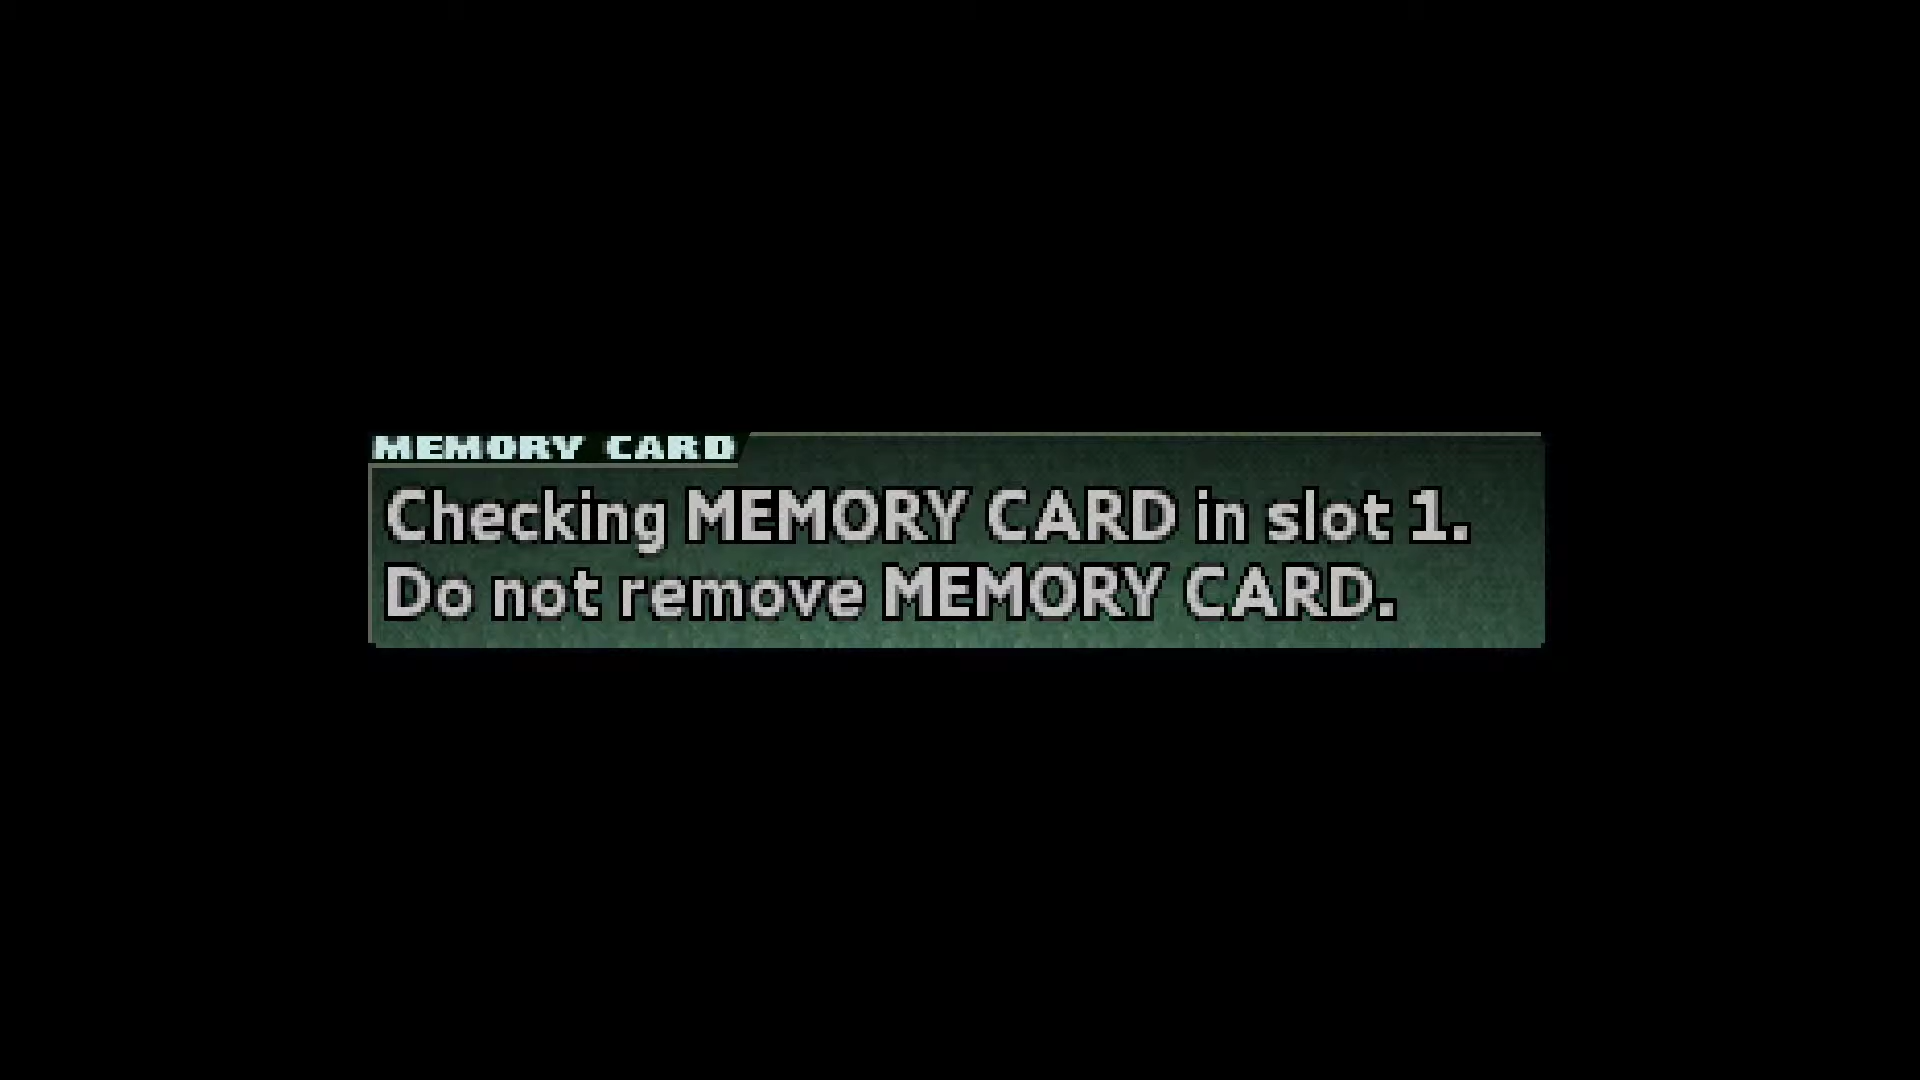 MEMORY CARD
Checking MEMORY CARD in slot 1.
Do not remove MEMORY CARD.